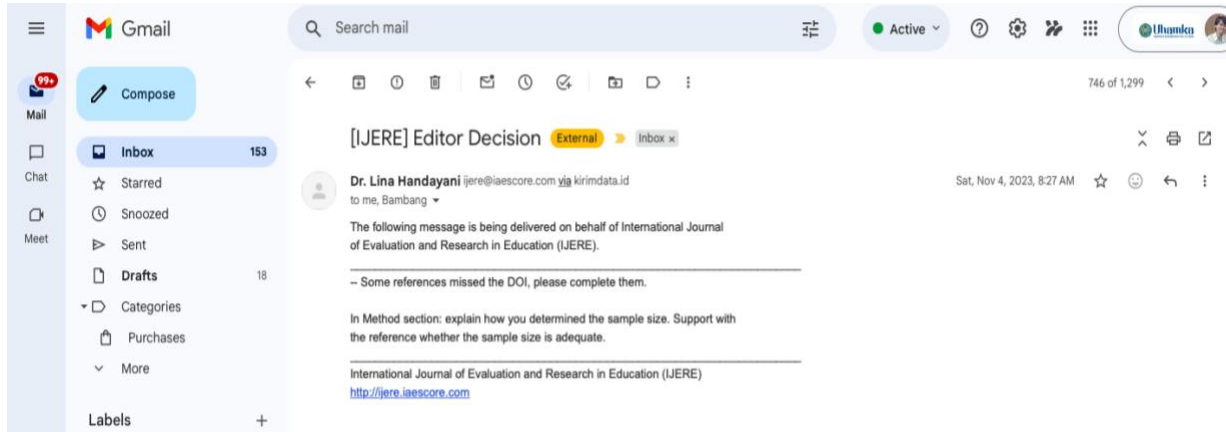 Gmail
Search mail
Active
Uhamka
99+
Mail
Compose
746 of 1,299
[IJERE] Editor Decision External Inbox x
Inbox 153
Chat
Starred
Dr. Lina Handayani ijere@iaescore.com via kirimdata.id
Sat, Nov 4, 2023, 8:27 AM
to me, Bambang
Snoozed
Meet
Sent
The following message is being delivered on behalf of International Journal
of Evaluation and Research in Education (IJERE).
Drafts 18
– Some references missed the DOI, please complete them.
Categories
In Method section: explain how you determined the sample size. Support with
the reference whether the sample size is adequate.
Purchases
More
International Journal of Evaluation and Research in Education (IJERE)
http://ijere.iaescore.com
Labels +